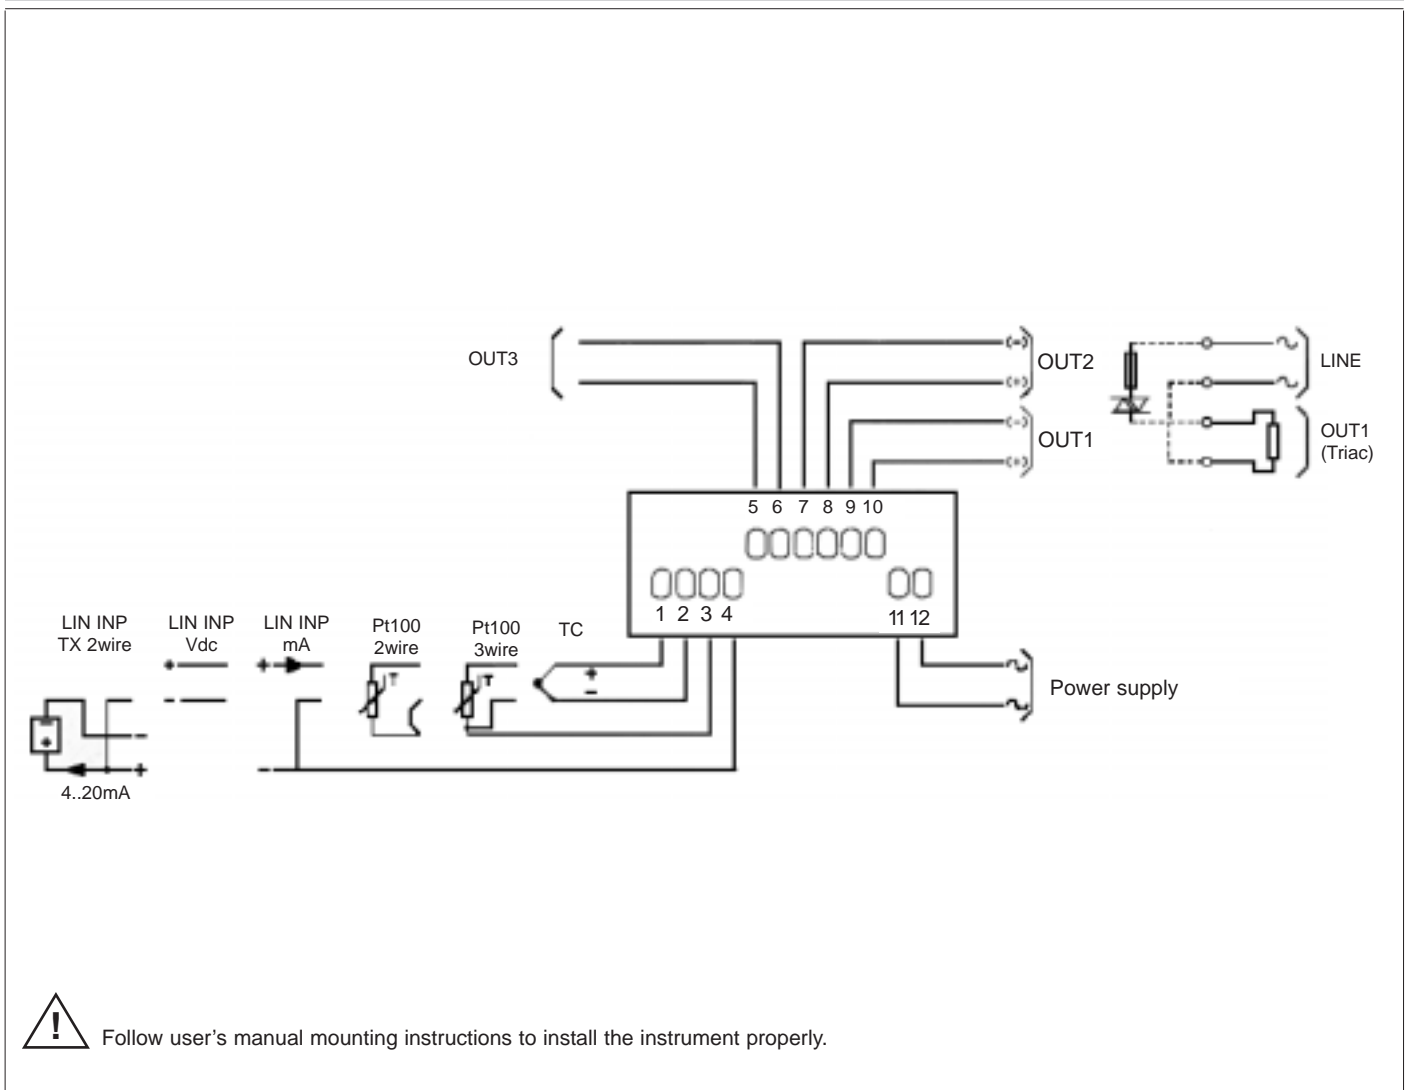 OUT3
OUT2
OUT1
LINE
OUT1
(Triac)
5 6 7 8 9 10
1 2 3 4
11 12
LIN INP
TX 2wire
LIN INP
Vdc
LIN INP
mA
Pt100
2wire
Pt100
3wire
TC
T
T
Power supply
4..20mA
Follow user's manual mounting instructions to install the instrument properly.